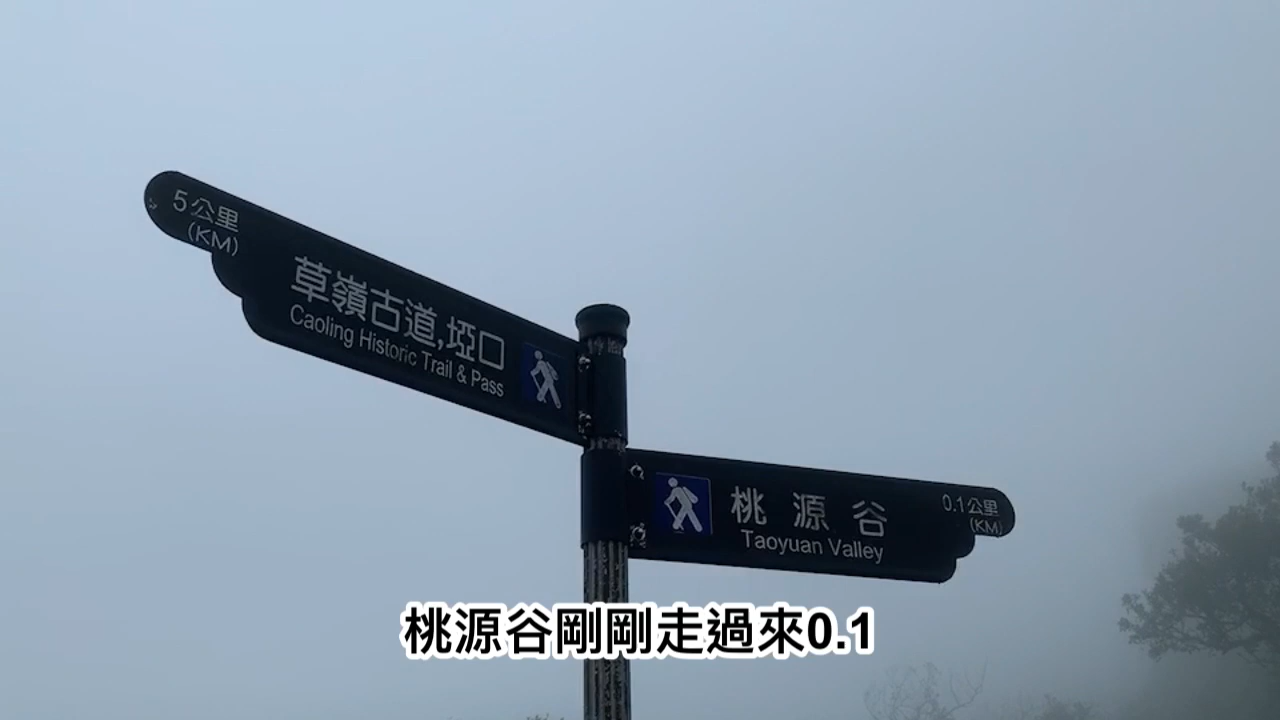 5公里
(KM)
草嶺古道,埡口
Caoling Historic Trail & Pass
桃源谷
Taoyuan Valley
0.1公里
(KM)
桃源谷剛剛走過來0.1